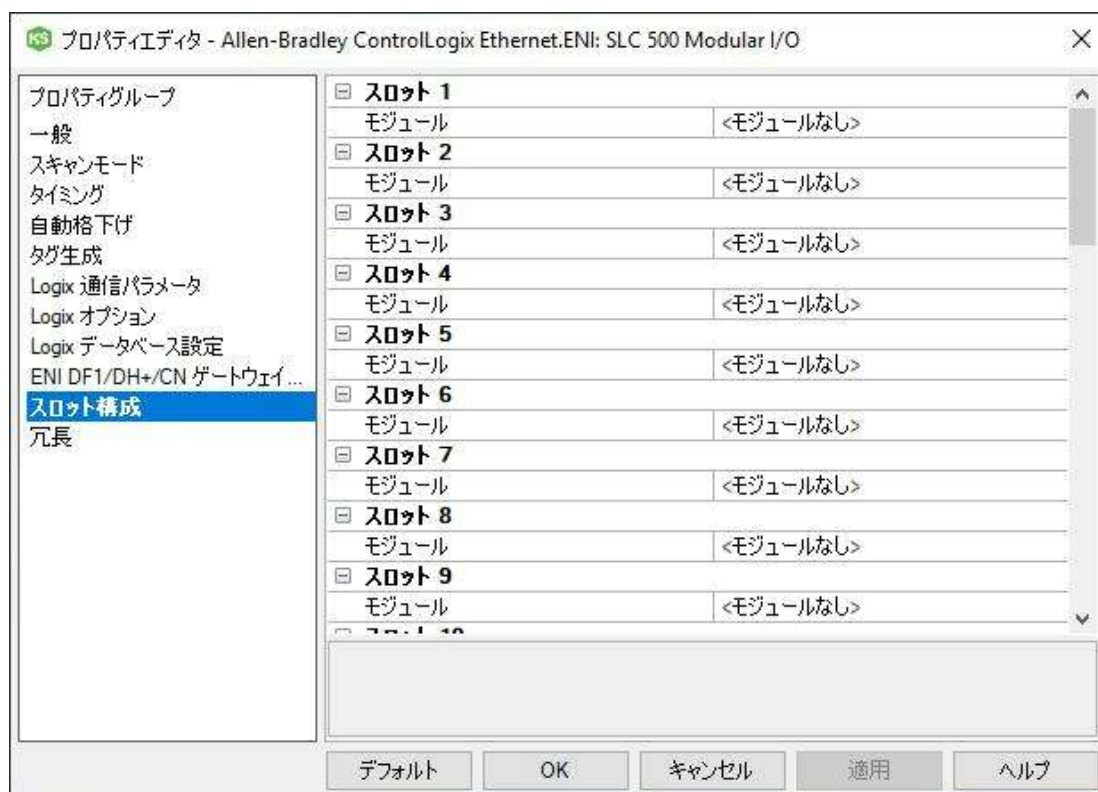 KS プロパティエディタ - Allen-Bradley ControlLogix Ethernet.ENI: SLC 500 Modular I/O
プロパティグループ
一般
スキャンモード
タイミング
自動格下げ
タグ生成
Logix 通信パラメータ
Logix オプション
Logix データベース設定
ENI DF1/DH+/CN ゲートウェイ...
スロット構成
冗長
スロット 1
モジュール <モジュールなし>
スロット 2
モジュール <モジュールなし>
スロット 3
モジュール <モジュールなし>
スロット 4
モジュール <モジュールなし>
スロット 5
モジュール <モジュールなし>
スロット 6
モジュール <モジュールなし>
スロット 7
モジュール <モジュールなし>
スロット 8
モジュール <モジュールなし>
スロット 9
モジュール <モジュールなし>
スロット 10
デフォルト OK キャンセル 適用 ヘルプ